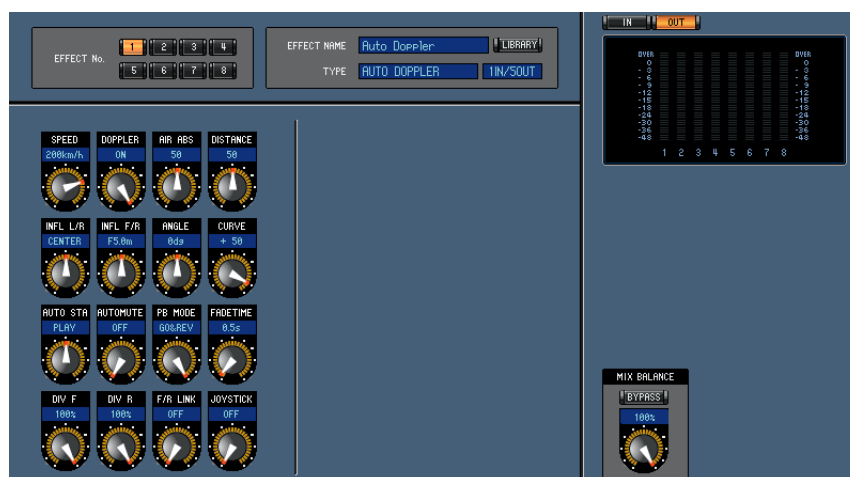 IN OUT
EFFECT No. 1 2 3 4
5 6 7 8
EFFECT NAME Auto Doppler LIBRARY
TYPE AUTO DOPPLER 1IN/5OUT
OVER OVER
0 0
- 3 - 3
- 6 - 6
- 9 - 9
-12 -12
-15 -15
-18 -18
-24 -24
-30 -30
-36 -36
-48 -48
1 2 3 4 5 6 7 8
SPEED DOPPLER AIR ABS DISTANCE
200km/h ON 50 50
INFL L/R INFL F/R ANGLE CURVE
CENTER F5.0m 0dg + 50
AUTO STA AUTOMUTE PB MODE FADETIME
PLAY OFF GO&REV 0.5s
DIV F DIV R F/R LINK JOYSTICK
100% 100% OFF OFF
MIX BALANCE
BYPASS
100%